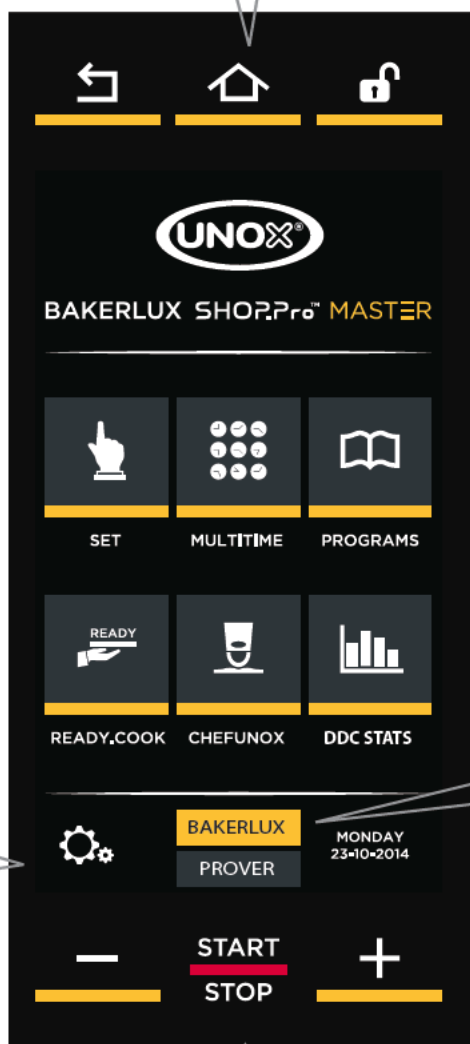 UNOX®
BAKERLUX SHOP.Pro™ MASTER
SET MULTITIME PROGRAMS
READY
READY.COOK CHEFUNOX DDC STATS
BAKERLUX
PROVER
MONDAY
23-10-2014
START
STOP